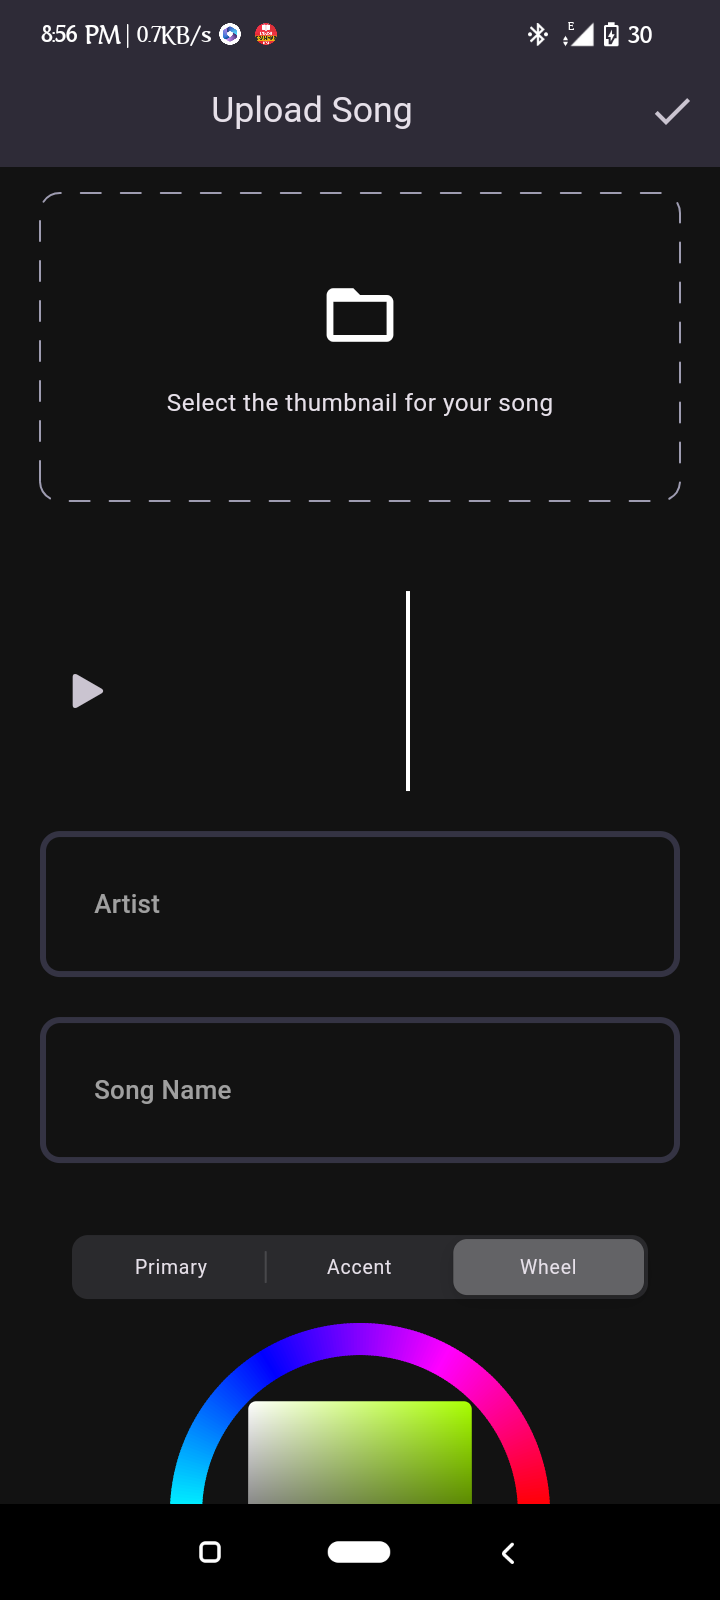 8:56 PM | 0.7KB/s
E
30
Upload Song
Select the thumbnail for your song
Artist
Song Name
Primary
Accent
Wheel